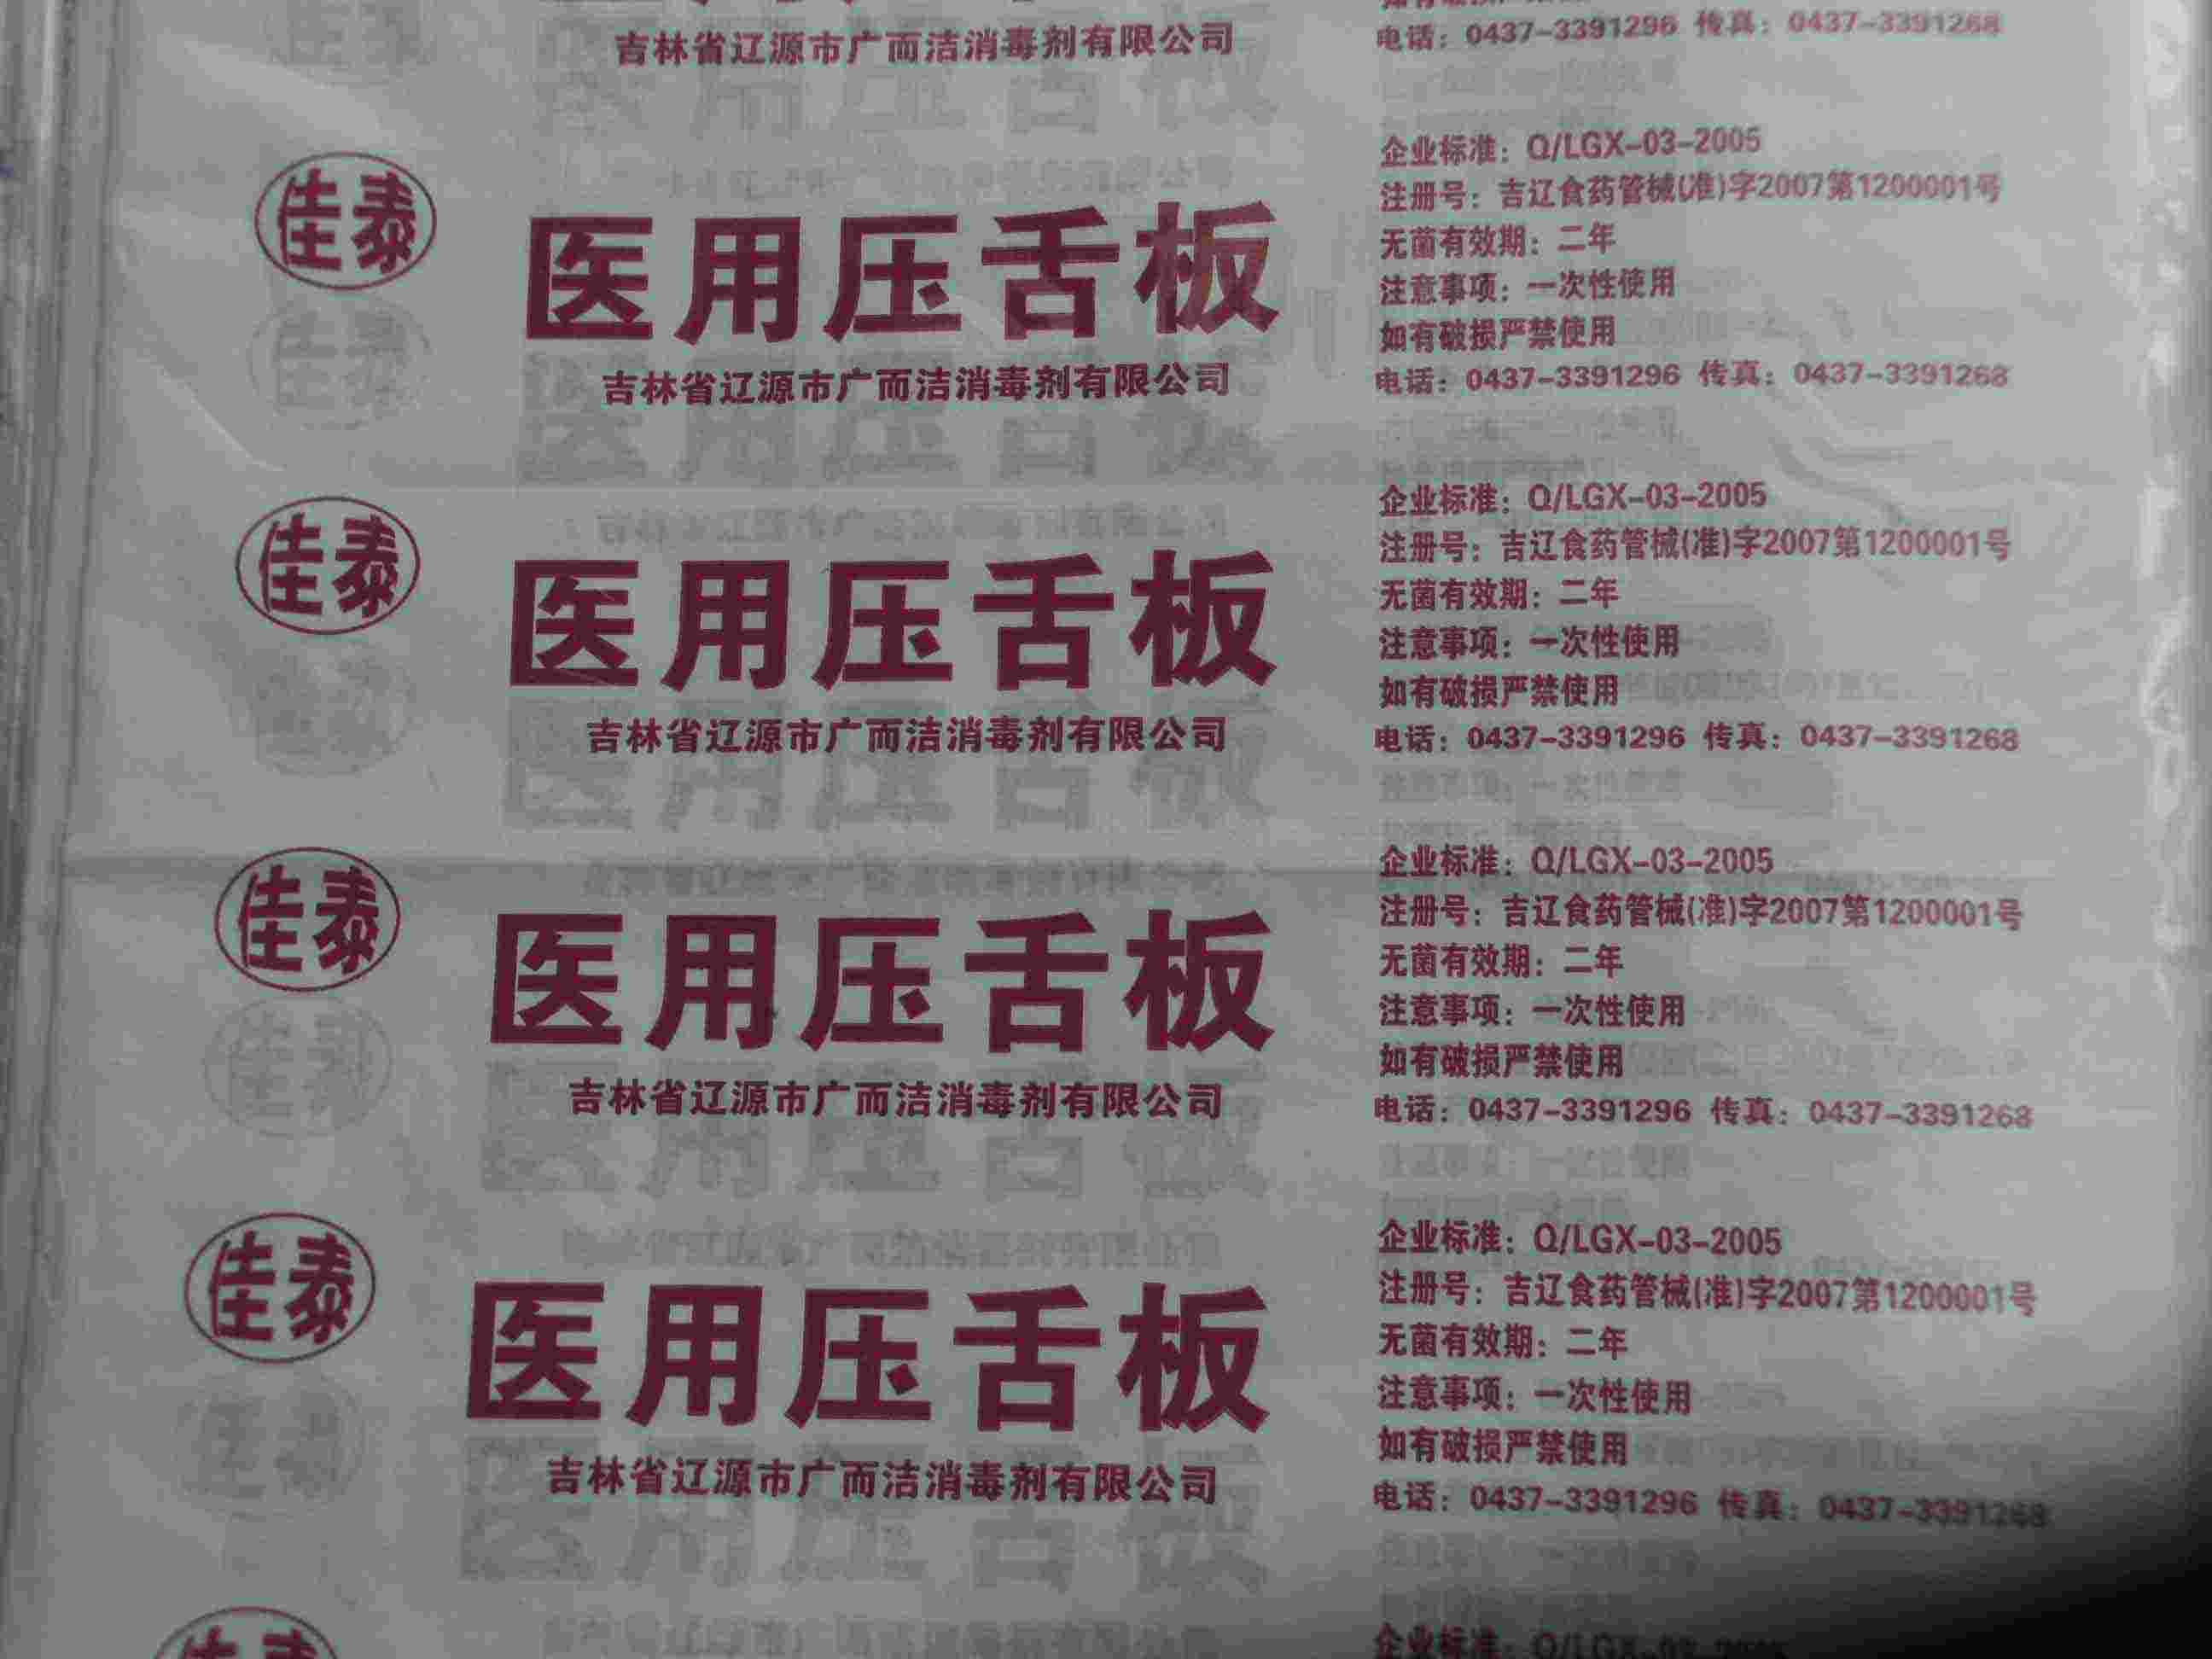 吉林省辽源市广而洁消毒剂有限公司
电话：0437-3391296 传真：0437-3391268
佳泰
医用压舌板
吉林省辽源市广而洁消毒剂有限公司
企业标准：Q/LGX-03-2005
注册号：吉辽食药管械(准)字2007第1200001号
无菌有效期：二年
注意事项：一次性使用
如有破损严禁使用
电话：0437-3391296 传真：0437-3391268
佳泰
医用压舌板
吉林省辽源市广而洁消毒剂有限公司
企业标准：Q/LGX-03-2005
注册号：吉辽食药管械(准)字2007第1200001号
无菌有效期：二年
注意事项：一次性使用
如有破损严禁使用
电话：0437-3391296 传真：0437-3391268
佳泰
医用压舌板
吉林省辽源市广而洁消毒剂有限公司
企业标准：Q/LGX-03-2005
注册号：吉辽食药管械(准)字2007第1200001号
无菌有效期：二年
注意事项：一次性使用
如有破损严禁使用
电话：0437-3391296 传真：0437-3391268
佳泰
医用压舌板
吉林省辽源市广而洁消毒剂有限公司
企业标准：Q/LGX-03-2005
注册号：吉辽食药管械(准)字2007第1200001号
无菌有效期：二年
注意事项：一次性使用
如有破损严禁使用
电话：0437-3391296 传真：0437-3391268
企业标准：